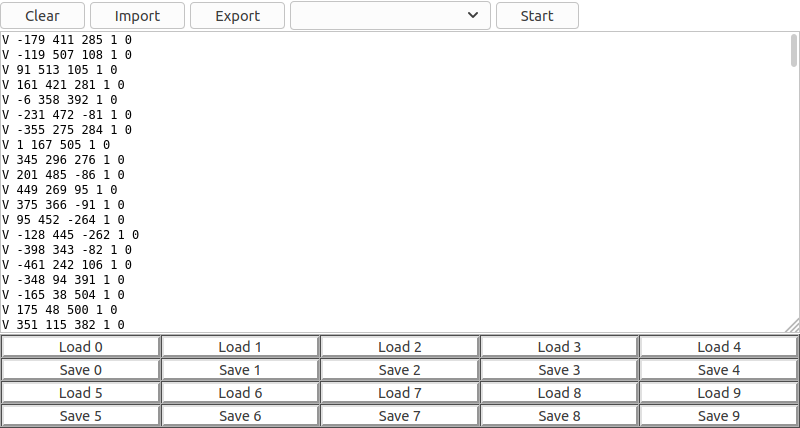 Clear Import Export Start
V -179 411 285 1 0
V -119 507 108 1 0
V 91 513 105 1 0
V 161 421 281 1 0
V -6 358 392 1 0
V -231 472 -81 1 0
V -355 275 284 1 0
V 1 167 505 1 0
V 345 296 276 1 0
V 201 485 -86 1 0
V 449 269 95 1 0
V 375 366 -91 1 0
V 95 452 -264 1 0
V -128 445 -262 1 0
V -398 343 -82 1 0
V -461 242 106 1 0
V -348 94 391 1 0
V -165 38 504 1 0
V 175 48 500 1 0
V 351 115 382 1 0
Load 0 Load 1 Load 2 Load 3 Load 4
Save 0 Save 1 Save 2 Save 3 Save 4
Load 5 Load 6 Load 7 Load 8 Load 9
Save 5 Save 6 Save 7 Save 8 Save 9